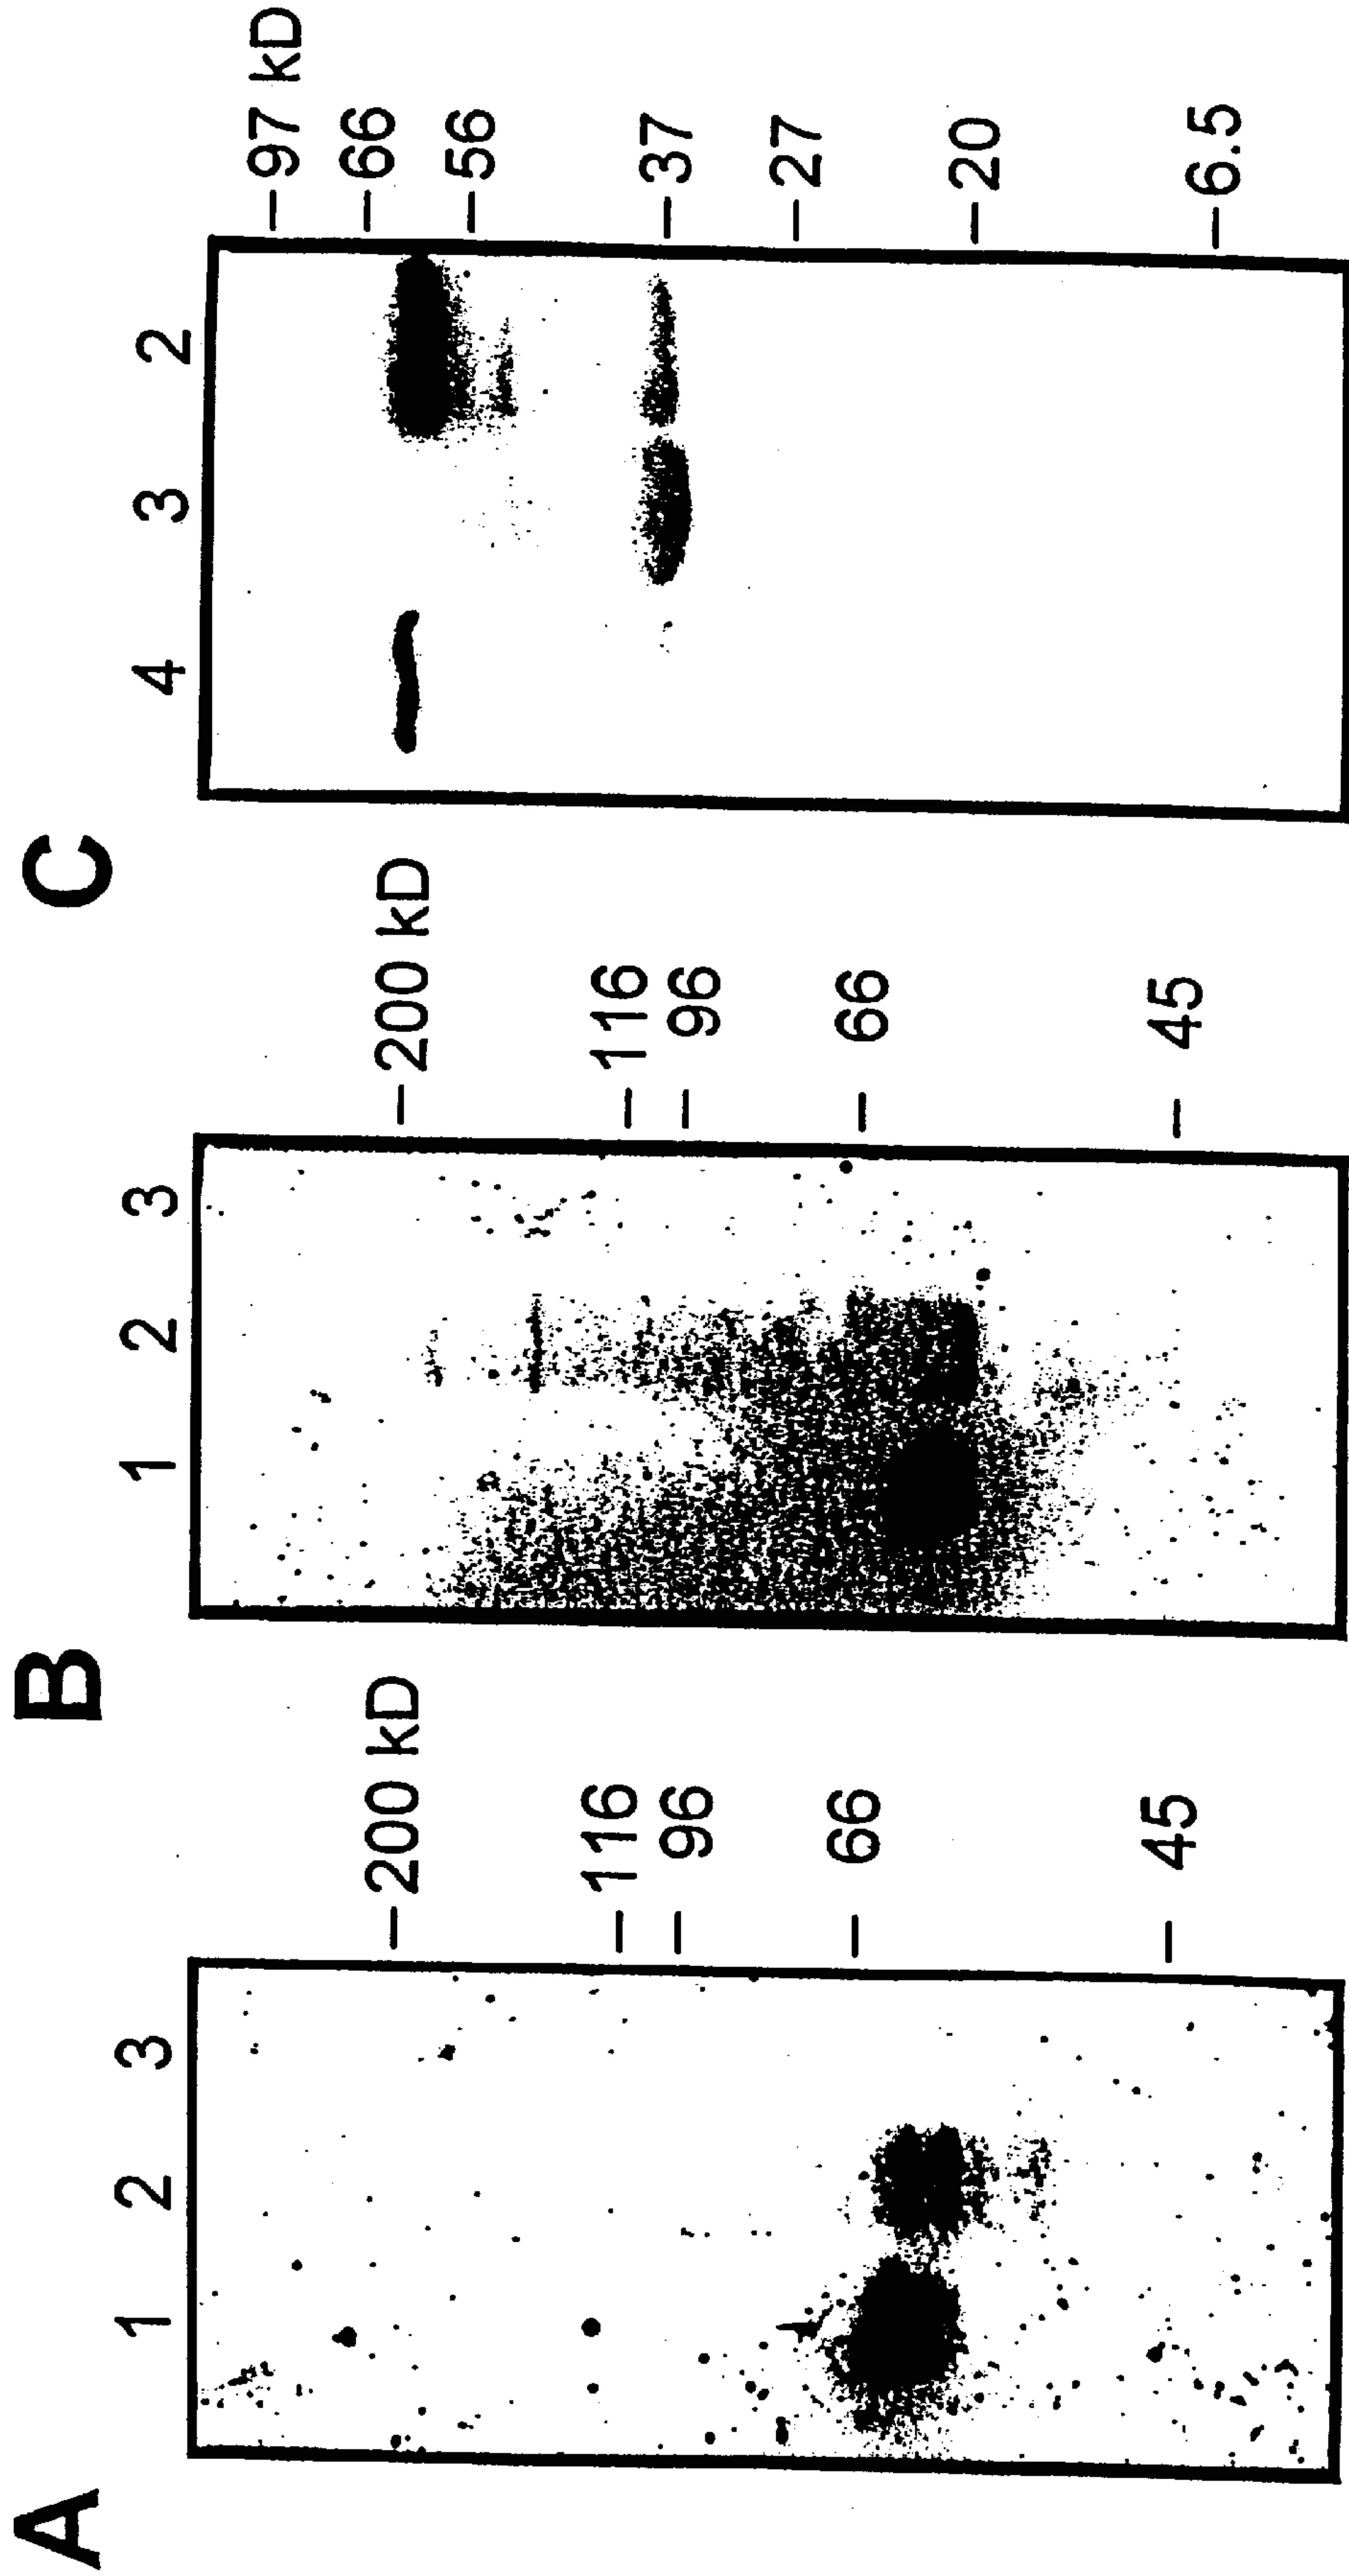 A
1 2 3
–200 kD
–116
–96
–66
–45
B
1 2 3
–200 kD
–116
–96
–66
–45
C
4 3 2
–97 kD
–66
–56
–37
–27
–20
–6.5